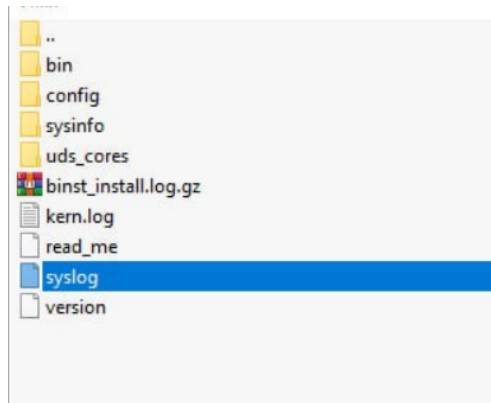 ..
bin
config
sysinfo
uds_cores
binst_install.log.gz
kern.log
read_me
syslog
version